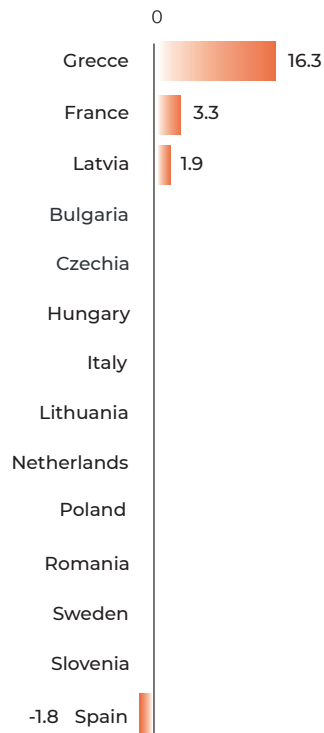 0
Grecce 16.3
France 3.3
Latvia 1.9
Bulgaria
Czechia
Hungary
Italy
Lithuania
Netherlands
Poland
Romania
Sweden
Slovenia
-1.8 Spain